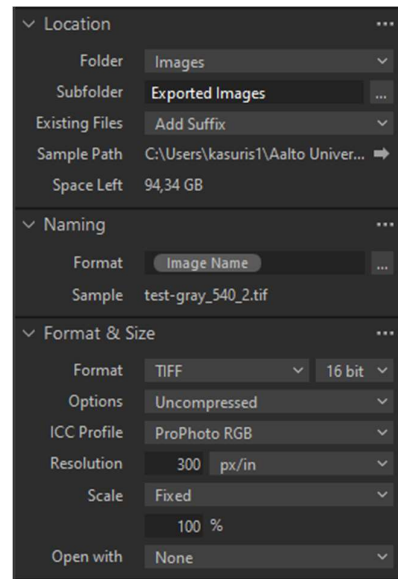 Location ...
Folder Images
Subfolder Exported Images ...
Existing Files Add Suffix
Sample Path C:\Users\kasuris1\Aalto Univer...
Space Left 94,34 GB
Naming ...
Format Image Name ...
Sample test-gray_540_2.tif
Format & Size ...
Format TIFF 16 bit
Options Uncompressed
ICC Profile ProPhoto RGB
Resolution 300 px/in
Scale Fixed
100 %
Open with None